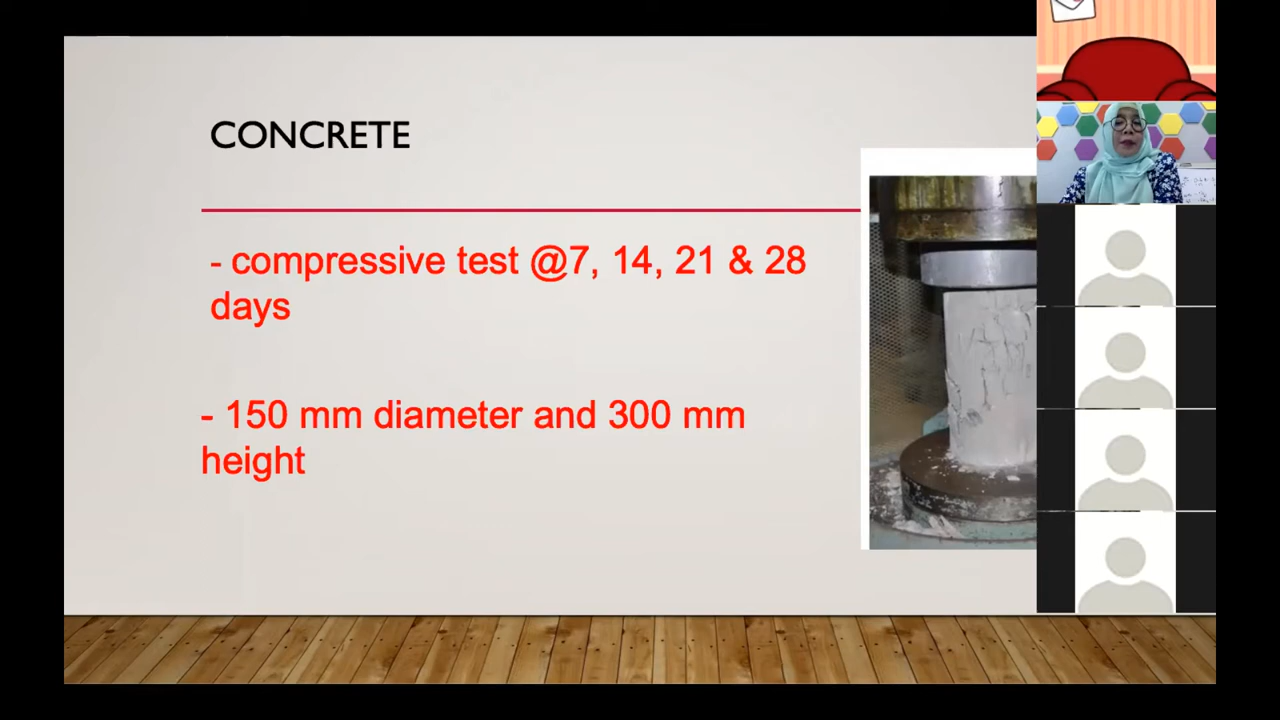 CONCRETE
- compressive test @7, 14, 21 & 28
days
- 150 mm diameter and 300 mm
height